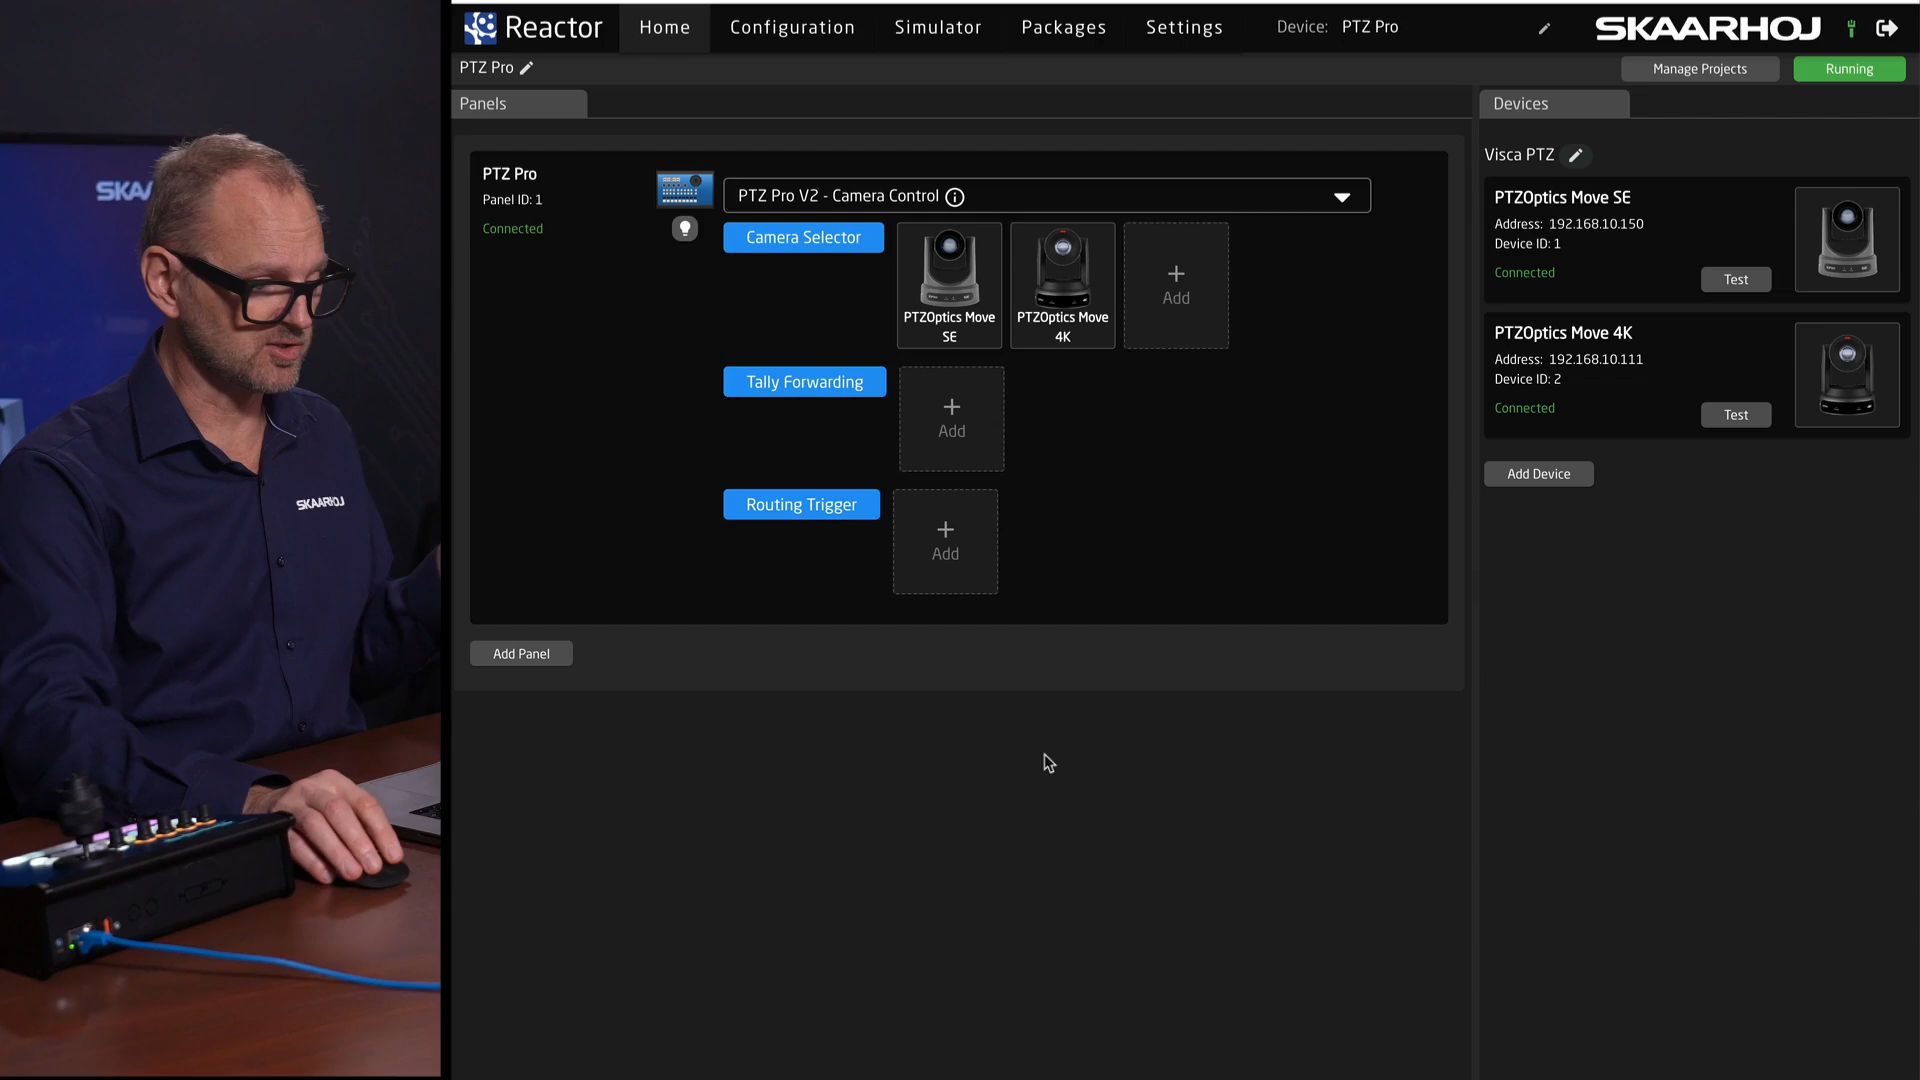 Reactor
Home
Configuration
Simulator
Packages
Settings
Device: PTZ Pro
SKAARHOJ
PTZ Pro
Manage Projects
Running
Panels
PTZ Pro
Panel ID: 1
Connected
PTZ Pro V2 - Camera Control
Camera Selector
PTZOptics Move
SE
PTZOptics Move
4K
Add
Tally Forwarding
Add
Routing Trigger
Add
Add Panel
Devices
Visca PTZ
PTZOptics Move SE
Address: 192.168.10.150
Device ID: 1
Connected
Test
PTZOptics Move 4K
Address: 192.168.10.111
Device ID: 2
Connected
Test
Add Device
SKAARHOJ
SKA